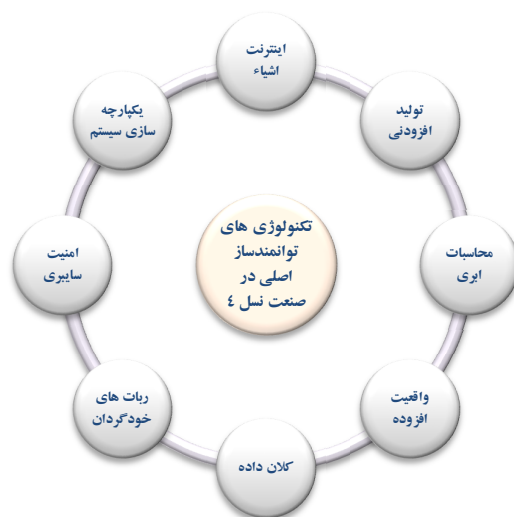 اینترنت
اشیاء
تولید
افزودنی
محاسبات
ابری
واقعیت
افزوده
کلان داده
ربات های
خودگردان
امنیت
سایبری
یکپارچه
سازی سیستم
تکنولوژی های
توانمندساز
اصلی در
صنعت نسل ٤